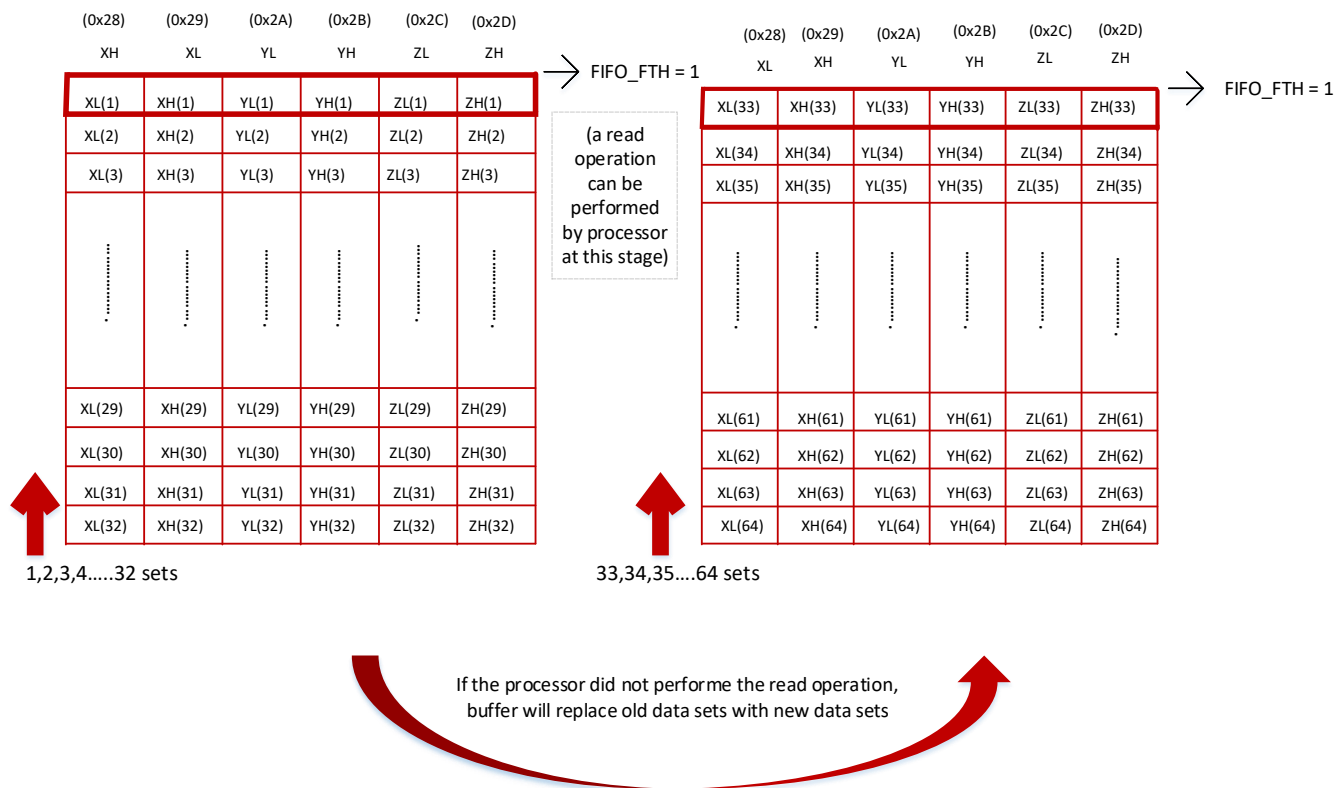 (0x28) (0x29) (0x2A) (0x2B) (0x2C) (0x2D)
XH XL YL YH ZL ZH
XL(1) XH(1) YL(1) YH(1) ZL(1) ZH(1)
XL(2) XH(2) YL(2) YH(2) ZL(2) ZH(2)
XL(3) XH(3) YL(3) YH(3) ZL(3) ZH(3)
XL(29) XH(29) YL(29) YH(29) ZL(29) ZH(29)
XL(30) XH(30) YL(30) YH(30) ZL(30) ZH(30)
XL(31) XH(31) YL(31) YH(31) ZL(31) ZH(31)
XL(32) XH(32) YL(32) YH(32) ZL(32) ZH(32)
1,2,3,4.....32 sets
FIFO_FTH = 1
(a read
operation
can be
performed
by processor
at this stage)
(0x28) (0x29) (0x2A) (0x2B) (0x2C) (0x2D)
XL XH YL YH ZL ZH
XL(33) XH(33) YL(33) YH(33) ZL(33) ZH(33)
XL(34) XH(34) YL(34) YH(34) ZL(34) ZH(34)
XL(35) XH(35) YL(35) YH(35) ZL(35) ZH(35)
XL(61) XH(61) YL(61) YH(61) ZL(61) ZH(61)
XL(62) XH(62) YL(62) YH(62) ZL(62) ZH(62)
XL(63) XH(63) YL(63) YH(63) ZL(63) ZH(63)
XL(64) XH(64) YL(64) YH(64) ZL(64) ZH(64)
33,34,35....64 sets
FIFO_FTH = 1
If the processor did not performe the read operation,
buffer will replace old data sets with new data sets